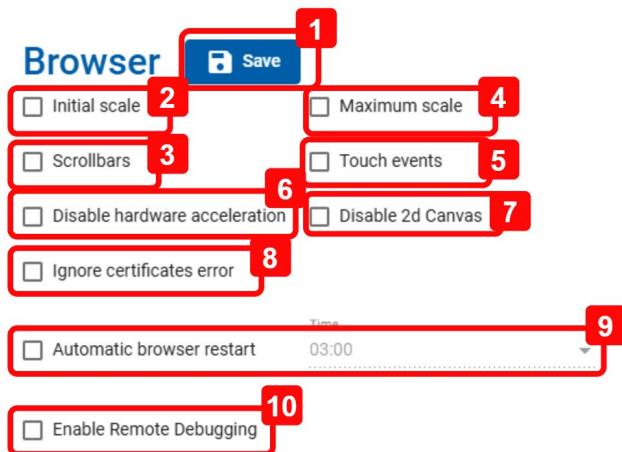 1
Browser Save
Initial scale 2
Maximum scale 4
Scrollbars 3
Touch events 5
Disable hardware acceleration 6
Disable 2d Canvas 7
Ignore certificates error 8
Time
Automatic browser restart 03:00 9
10
Enable Remote Debugging